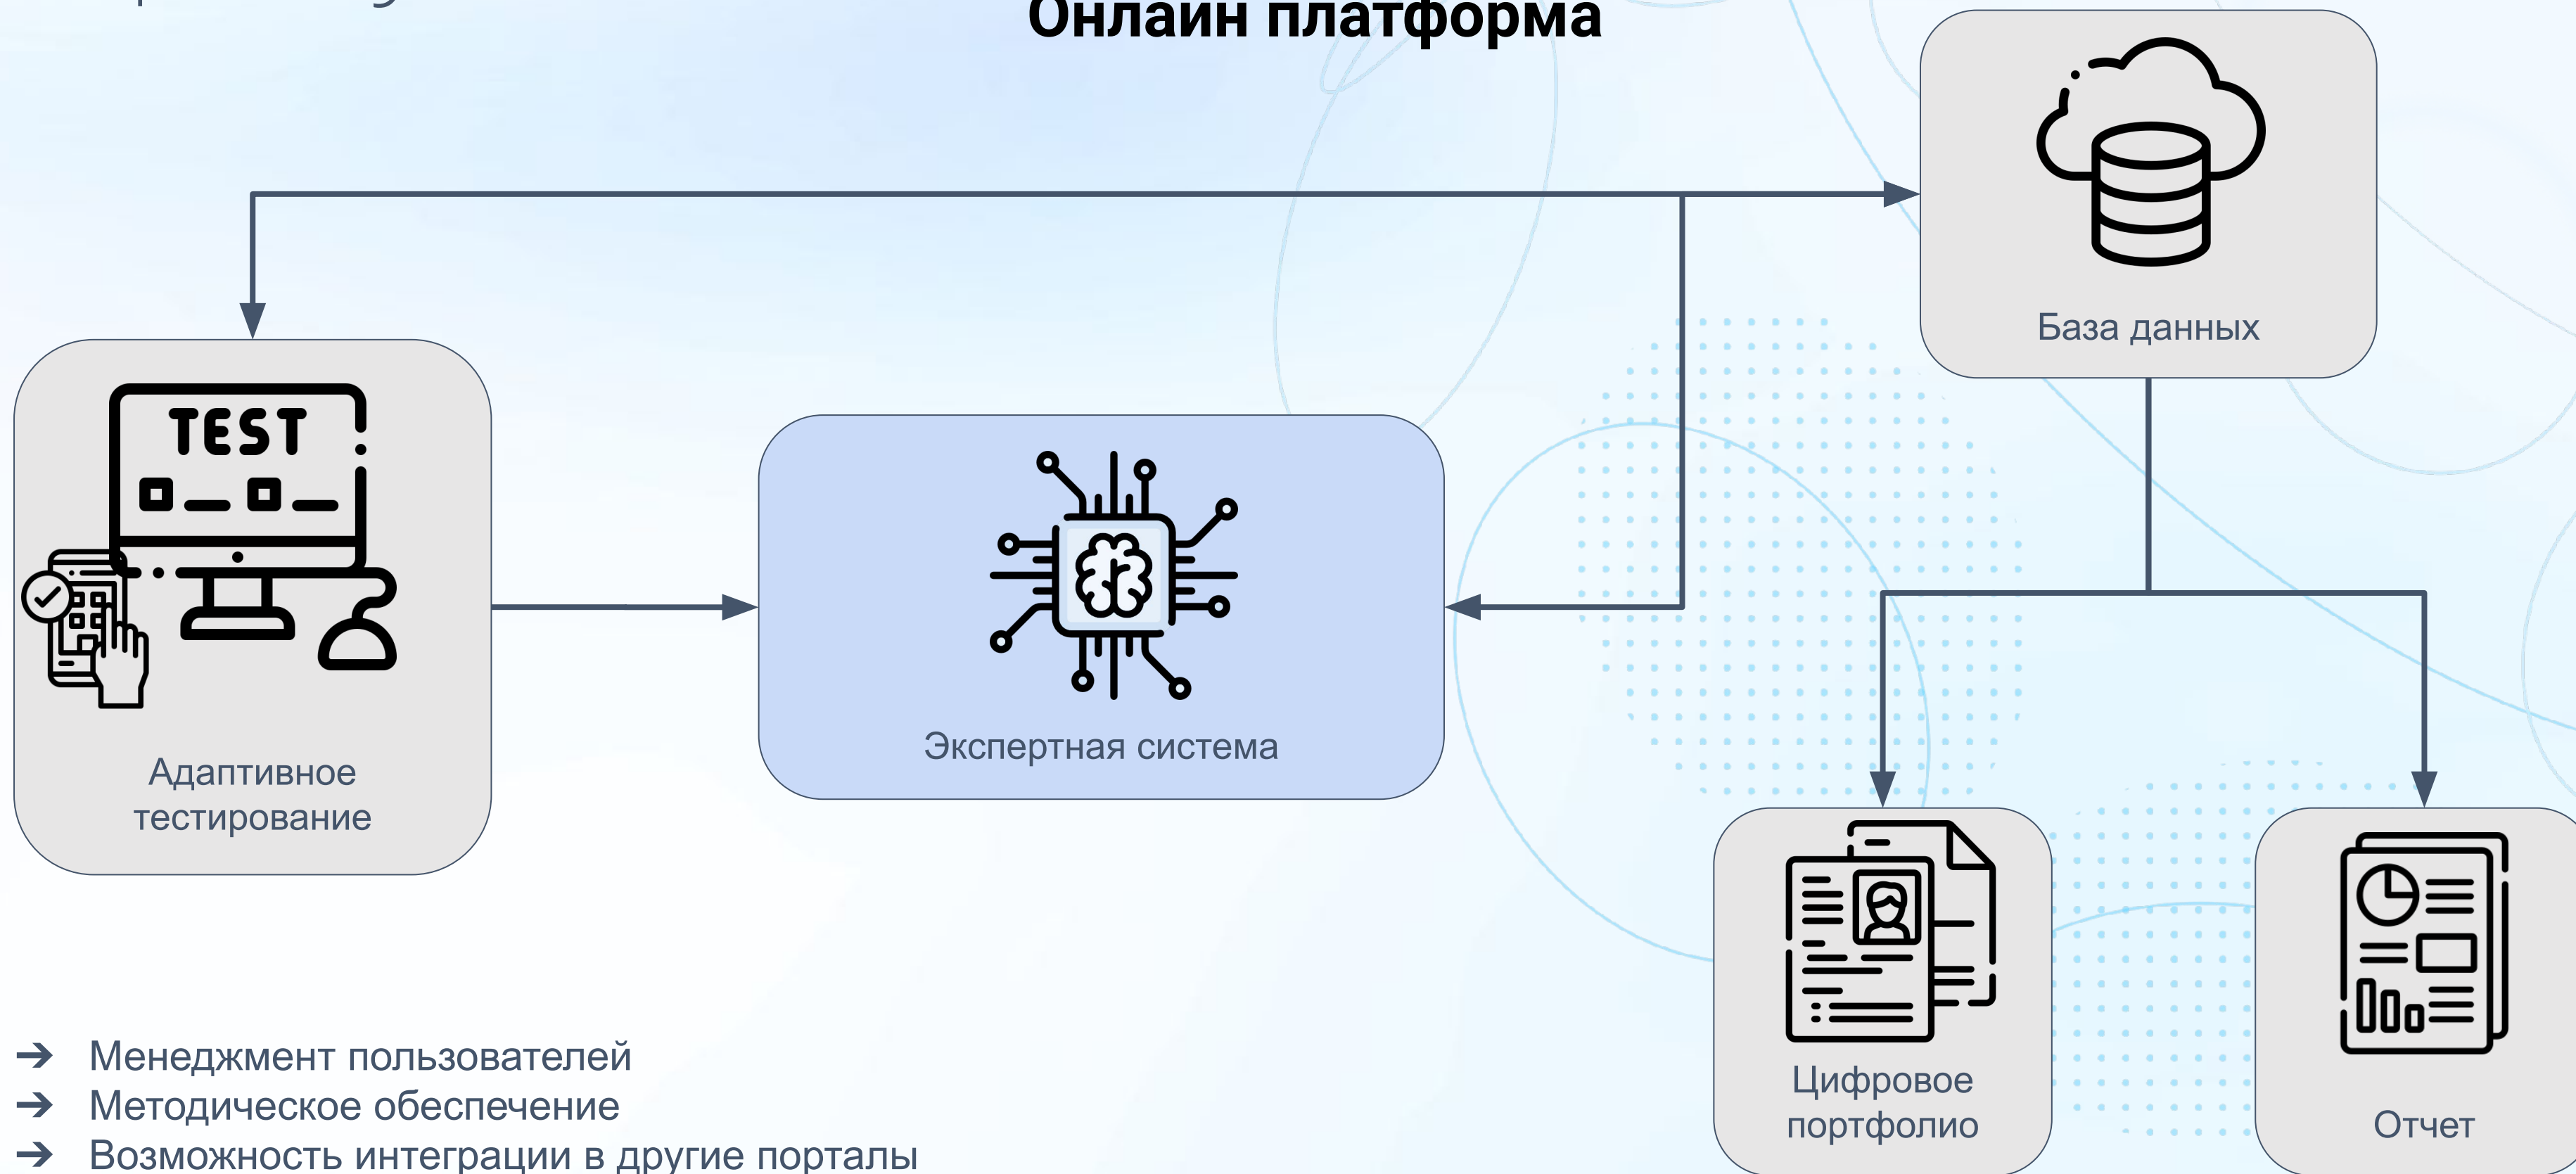 Онлайн платформа
База данных
TEST
Экспертная система
Адаптивное
тестирование
Цифровое
портфолио
Отчет
➔ Менеджмент пользователей
➔ Методическое обеспечение
➔ Возможность интеграции в другие порталы